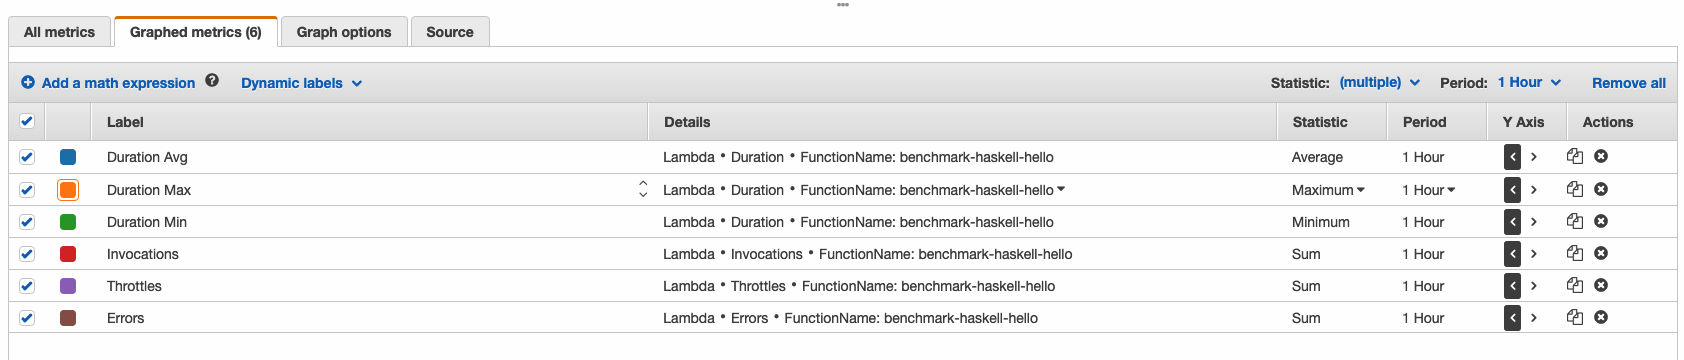 All metrics Graphed metrics (6) Graph options Source
Add a math expression ? Dynamic labels Statistic: (multiple) Period: 1 Hour Remove all
Label Details Statistic Period Y Axis Actions
Duration Avg Lambda • Duration • FunctionName: benchmark-haskell-hello Average 1 Hour < >
Duration Max Lambda • Duration • FunctionName: benchmark-haskell-hello Maximum 1 Hour < >
Duration Min Lambda • Duration • FunctionName: benchmark-haskell-hello Minimum 1 Hour < >
Invocations Lambda • Invocations • FunctionName: benchmark-haskell-hello Sum 1 Hour < >
Throttles Lambda • Throttles • FunctionName: benchmark-haskell-hello Sum 1 Hour < >
Errors Lambda • Errors • FunctionName: benchmark-haskell-hello Sum 1 Hour < >